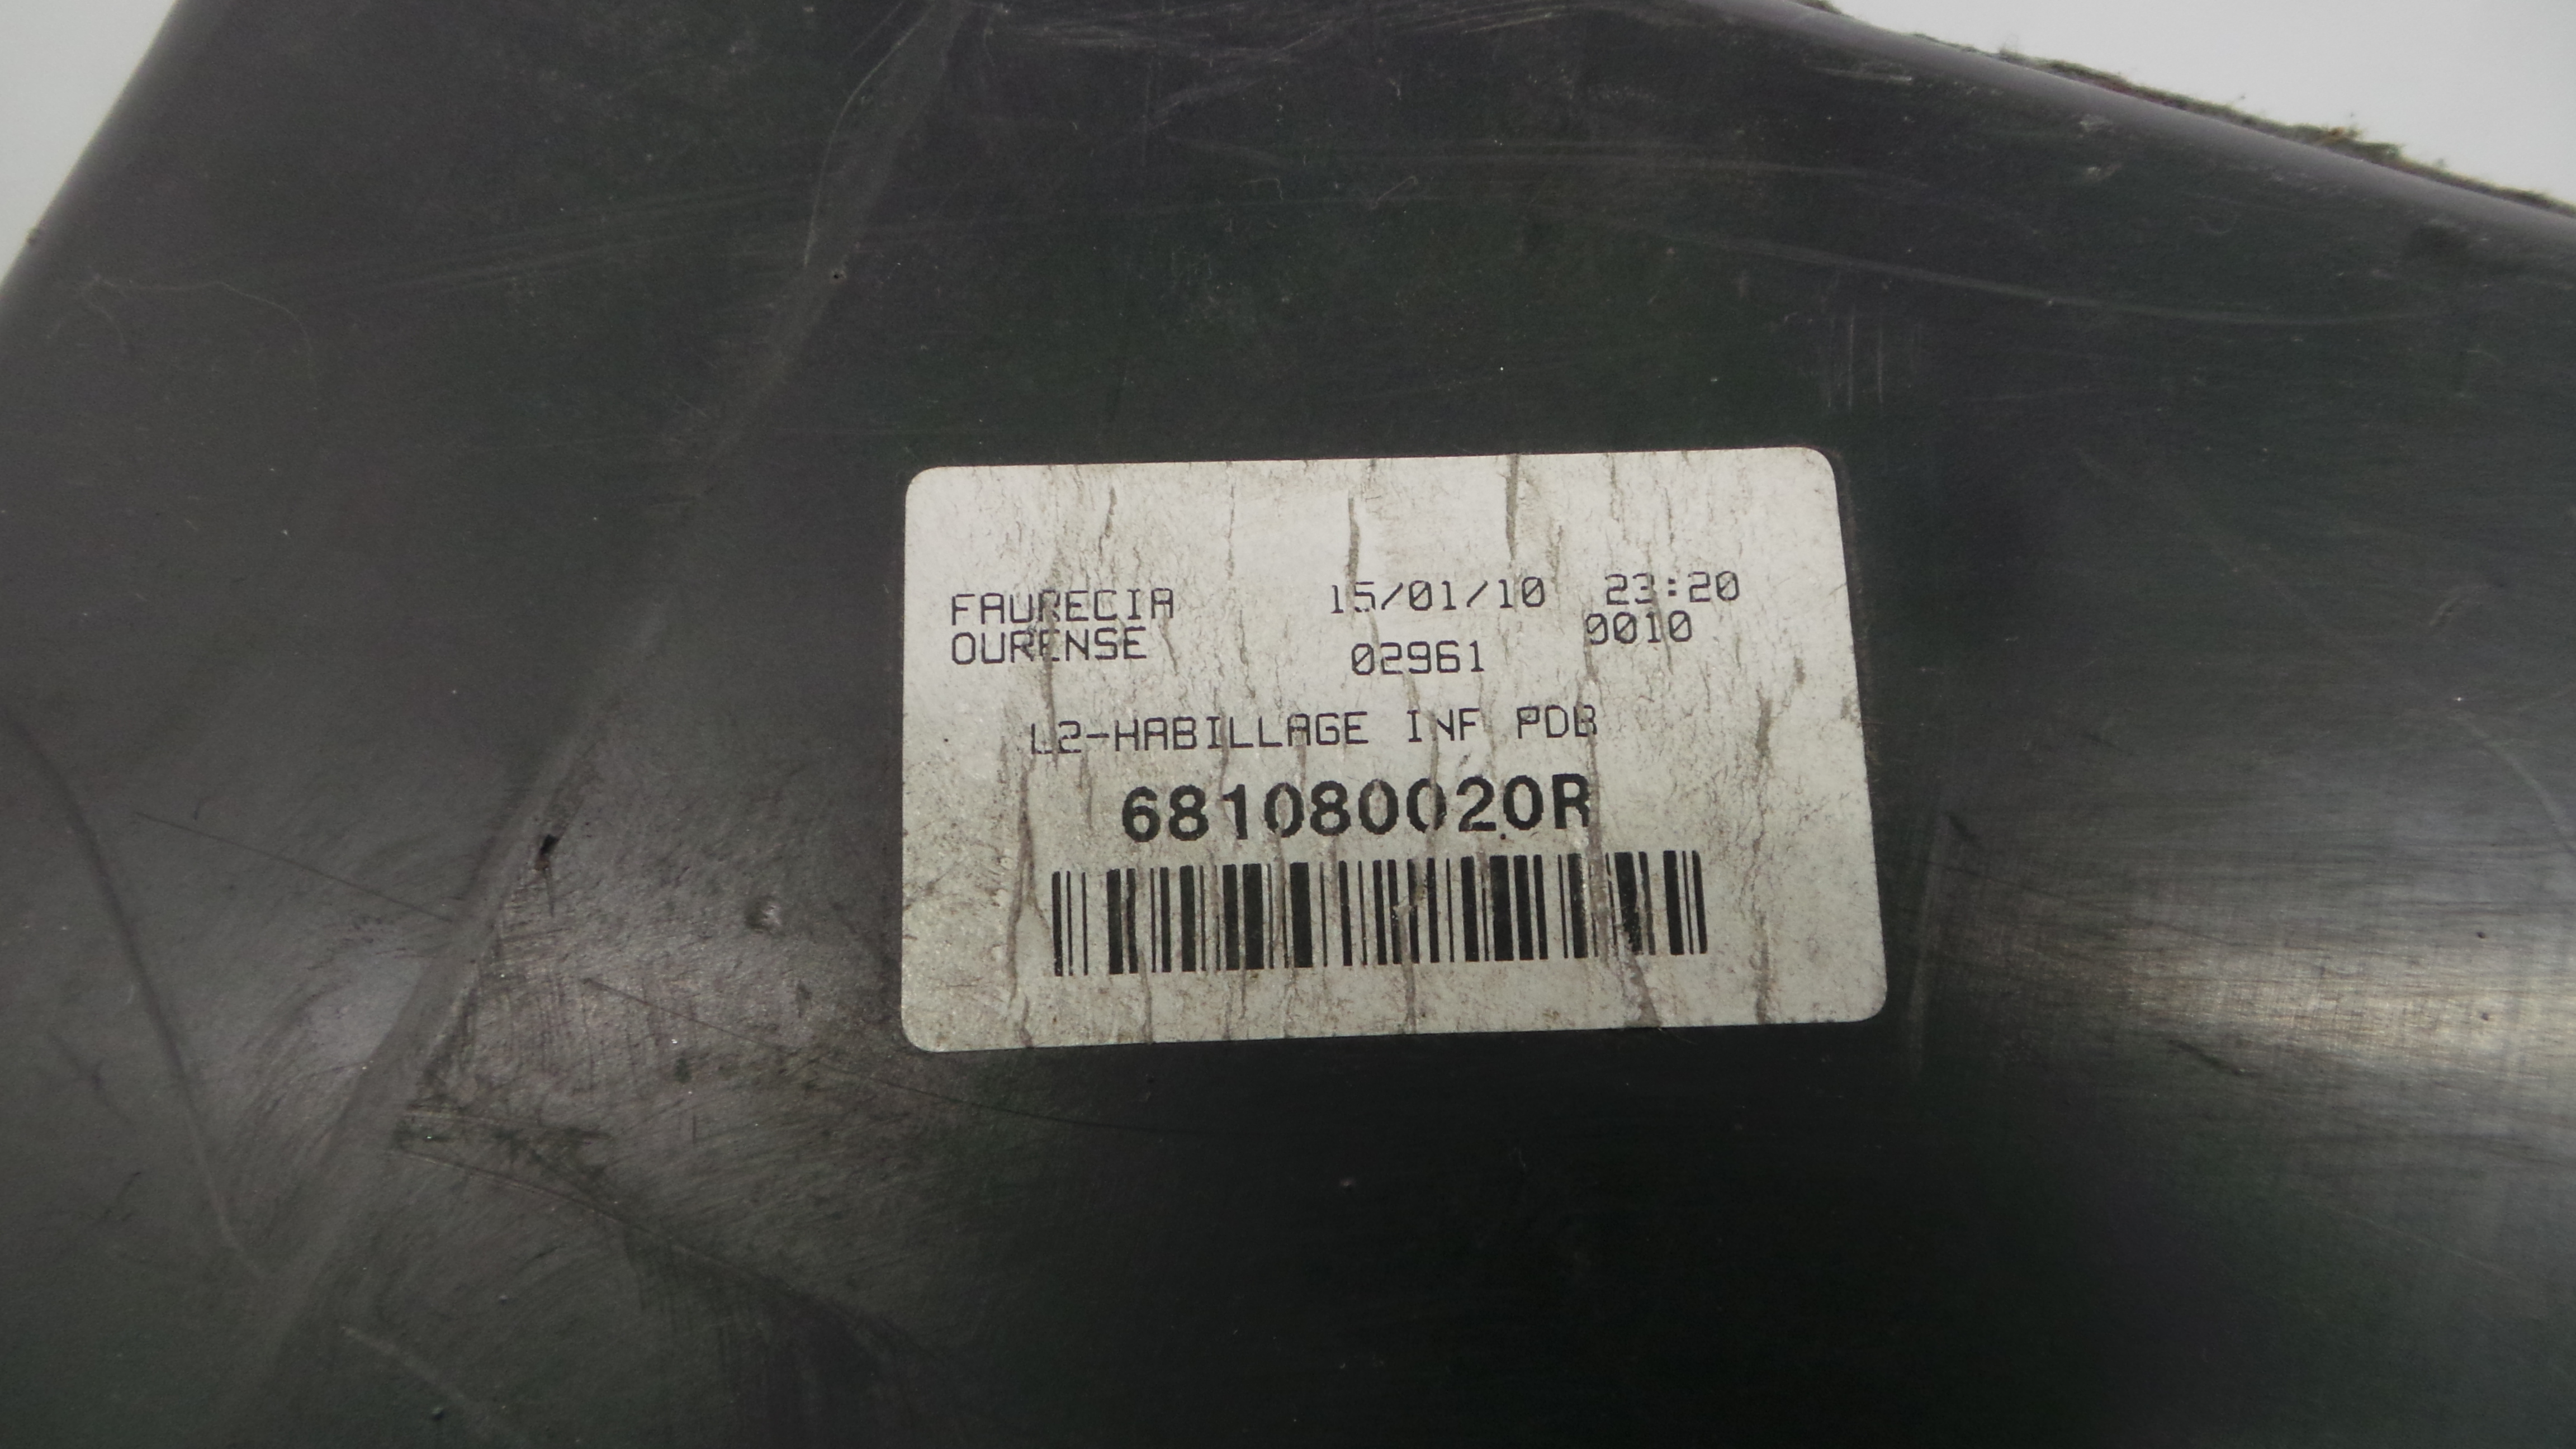 FAURECIA 15/01/10 23:20
OURENSE 02961 0010
L2-HABILLAGE INF PDB
681080020R